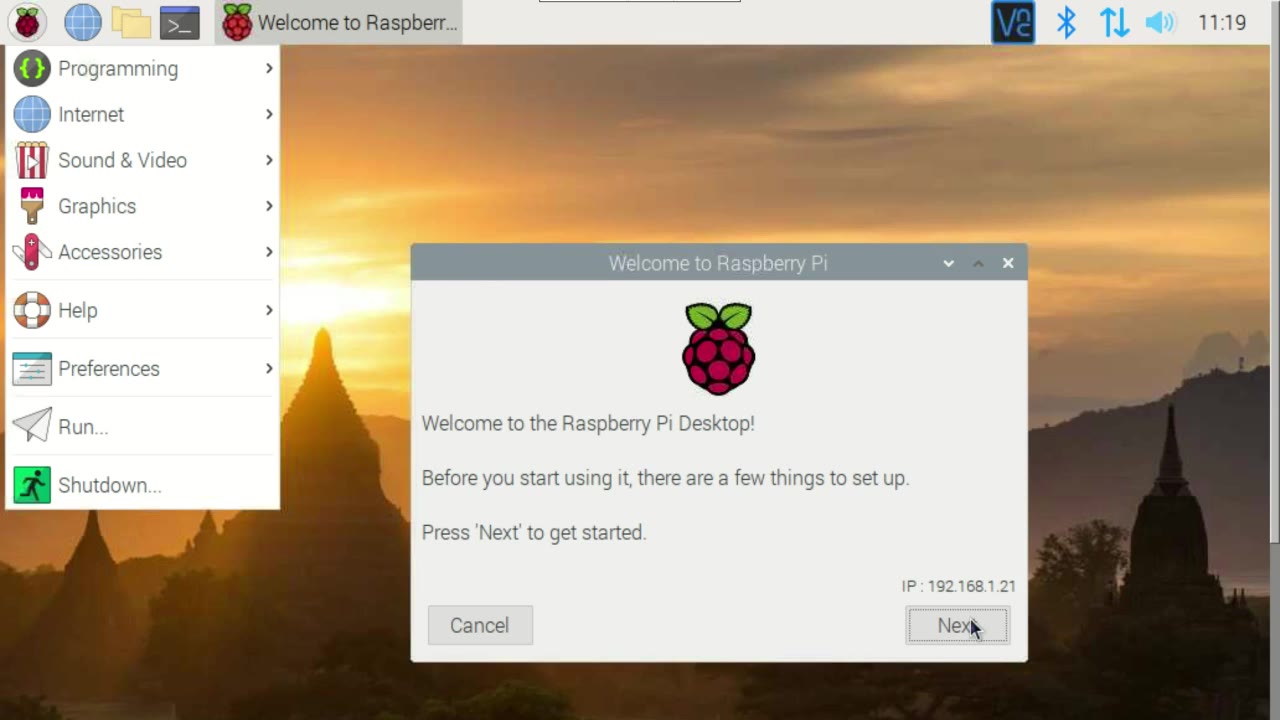 Welcome to Raspberr...
11:19
Programming
Internet
Sound & Video
Graphics
Accessories
Help
Preferences
Run...
Shutdown...
Welcome to Raspberry Pi
Welcome to the Raspberry Pi Desktop!
Before you start using it, there are a few things to set up.
Press 'Next' to get started.
IP : 192.168.1.21
Cancel
Next